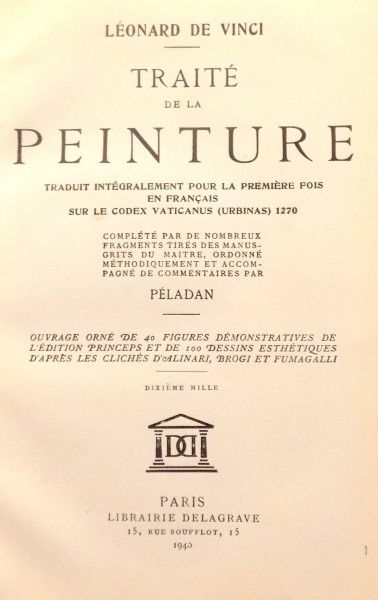 LÉONARD DE VINCI
TRAITÉ
DE LA
PEINTURE
TRADUIT INTÉGRALEMENT POUR LA PREMIÈRE FOIS
EN FRANÇAIS
SUR LE CODEX VATICANUS (URBINAS) 1270
COMPLÉTÉ PAR DE NOMBREUX
FRAGMENTS TIRÉS DES MANUS-
GRITS DU MAITRE, ORDONNÉ
MÉTHODIQUEMENT ET ACCOM-
PAGNÉ DE COMMENTAIRES PAR
PÉLADAN
OUVRAGE ORNÉ DE 40 FIGURES DÉMONSTRATIVES DE
L'ÉDITION PRINCEPS ET DE 100 DESSINS ESTHÉTIQUES
D'APRÈS LES CLICHÉS D'ALINARI, BROGI ET FUMAGALLI
DIXIÈME MILLE
PARIS
LIBRAIRIE DELAGRAVE
15, RUE SOUFFLOT, 15
1940